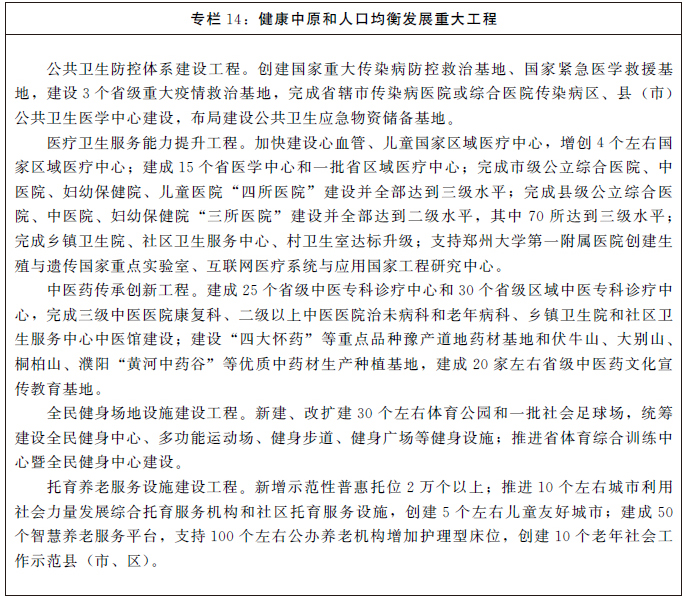 专栏 14：健康中原和人口均衡发展重大工程
公共卫生防控体系建设工程。创建国家重大传染病防控救治基地、国家紧急医学救援基
地，建设 3 个省级重大疫情救治基地，完成省辖市传染病医院或综合医院传染病区、县（市）
公共卫生医学中心建设，布局建设公共卫生应急物资储备基地。
医疗卫生服务能力提升工程。加快建设心血管、儿童国家区域医疗中心，增创 4 个左右国
家区域医疗中心；建成 15 个省医学中心和一批省区域医疗中心；完成市级公立综合医院、中
医院、妇幼保健院、儿童医院“四所医院”建设并全部达到三级水平；完成县级公立综合医
院、中医院、妇幼保健院“三所医院”建设并全部达到二级水平，其中 70 所达到三级水平；
完成乡镇卫生院、社区卫生服务中心、村卫生室达标升级；支持郑州大学第一附属医院创建生
殖与遗传国家重点实验室、互联网医疗系统与应用国家工程研究中心。
中医药传承创新工程。建成 25 个省级中医专科诊疗中心和 30 个省级区域中医专科诊疗中
心，完成三级中医医院康复科、二级以上中医医院治未病科和老年病科、乡镇卫生院和社区卫
生服务中心中医馆建设；建设“四大怀药”等重点品种豫产道地药材基地和伏牛山、大别山、
桐柏山、濮阳“黄河中药谷”等优质中药材生产种植基地，建成 20 家左右省级中医药文化宣
传教育基地。
全民健身场地设施建设工程。新建、改扩建 30 个左右体育公园和一批社会足球场，统筹
建设全民健身中心、多功能运动场、健身步道、健身广场等健身设施；推进省体育综合训练中
心暨全民健身中心建设。
托育养老服务设施建设工程。新增示范性普惠托位 2 万个以上；推进 10 个左右城市利用
社会力量发展综合托育服务机构和社区托育服务设施，创建 5 个左右儿童友好城市；建成 50
个智慧养老服务平台，支持 100 个左右公办养老机构增加护理型床位，创建 10 个老年社会工
作示范县（市、区）。